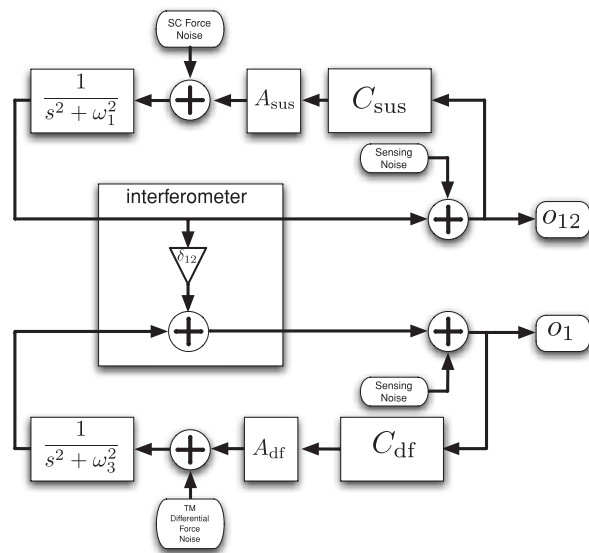 SC Force
Noise
1
s² + ω₁²
A_sus
C_sus
Sensing
Noise
interferometer
δ₁₂
o₁₂
o₁
Sensing
Noise
1
s² + ω₃²
A_df
C_df
TM
Differential
Force
Noise